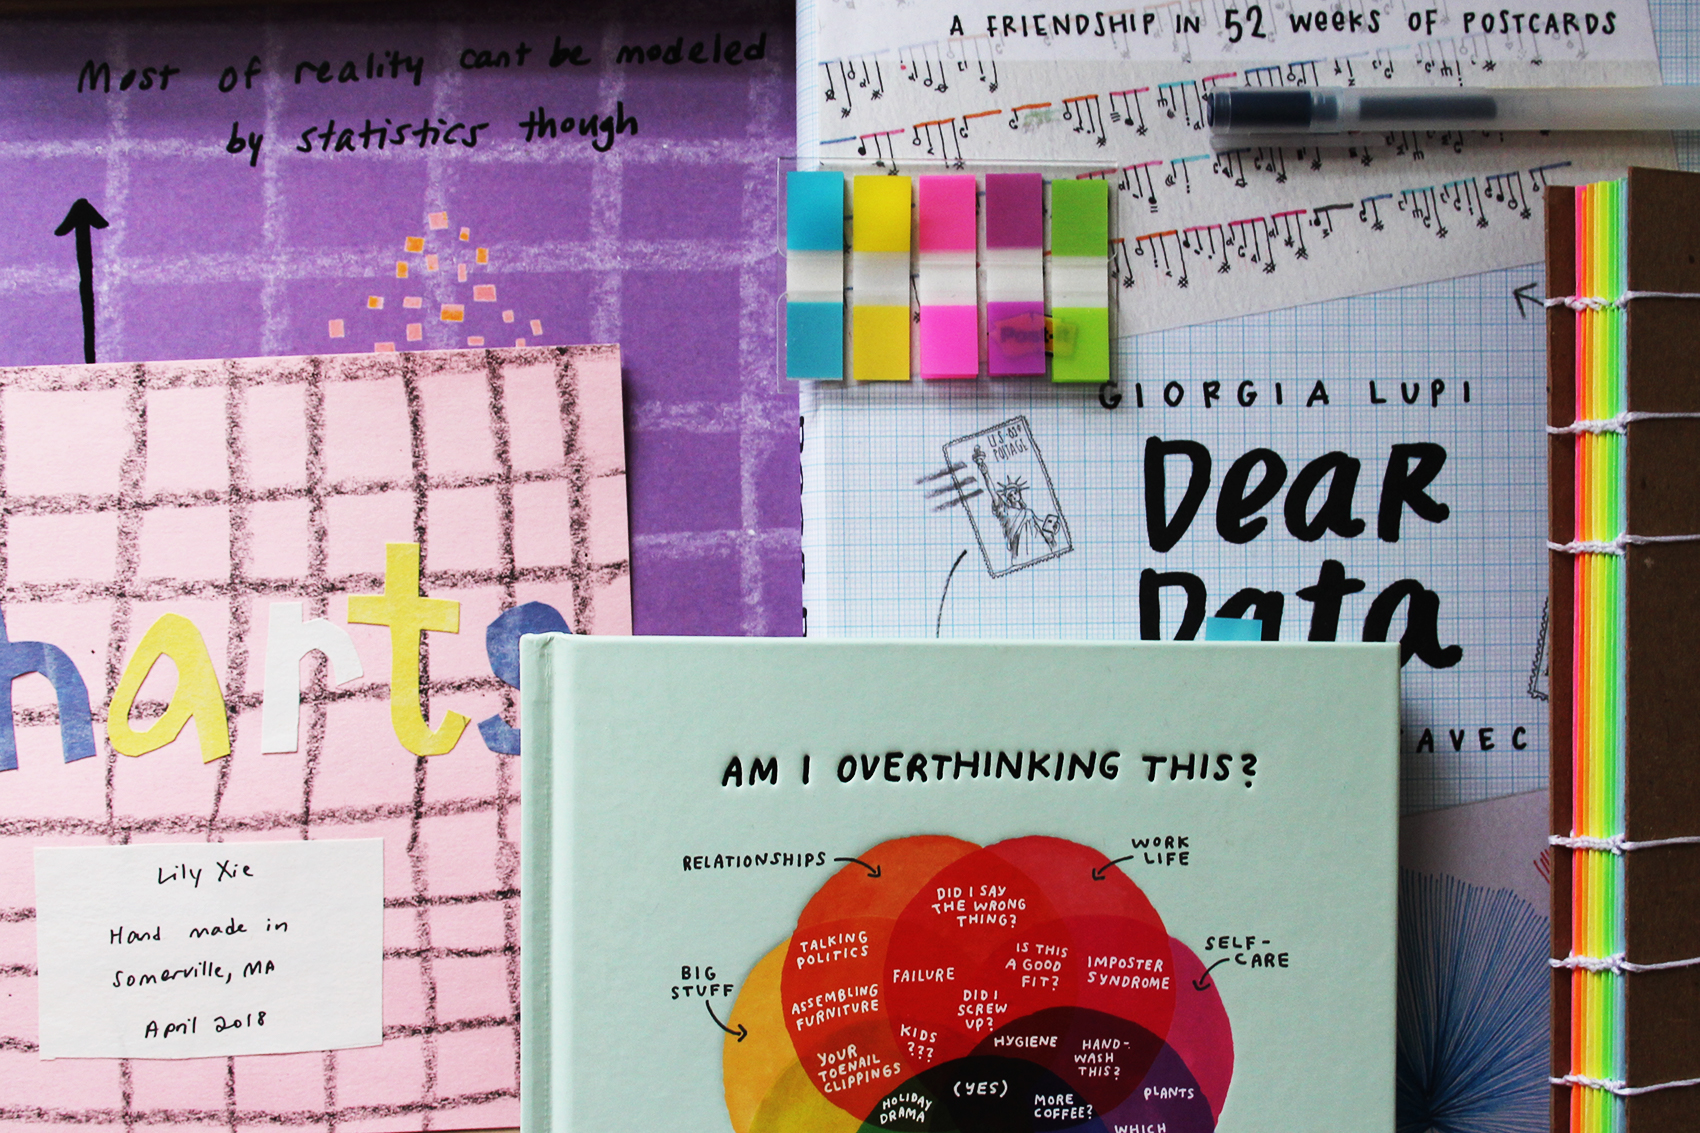 Most of reality cant be modeled
by statistics though
A FRIENDSHIP IN 52 WEEKS OF POSTCARDS
GIORGIA LUPI
DEAR
DATA
U.S.
POSTAGE
AVEC
harts
Lily Xie
Hand made in
Somerville, MA
April 2018
AM I OVERTHINKING THIS?
RELATIONSHIPS
WORK
LIFE
BIG
STUFF
SELF-
CARE
DID I SAY
THE WRONG
THING?
TALKING
POLITICS
FAILURE
IS THIS
A GOOD
FIT?
IMPOSTER
SYNDROME
ASSEMBLING
FURNITURE
DID I
SCREW
UP?
KIDS
???
YOUR
TOENAIL
CLIPPINGS
HYGIENE
HAND-
WASH
THIS?
(YES)
HOLIDAY
DRAMA
MORE
COFFEE?
PLANTS
WHICH